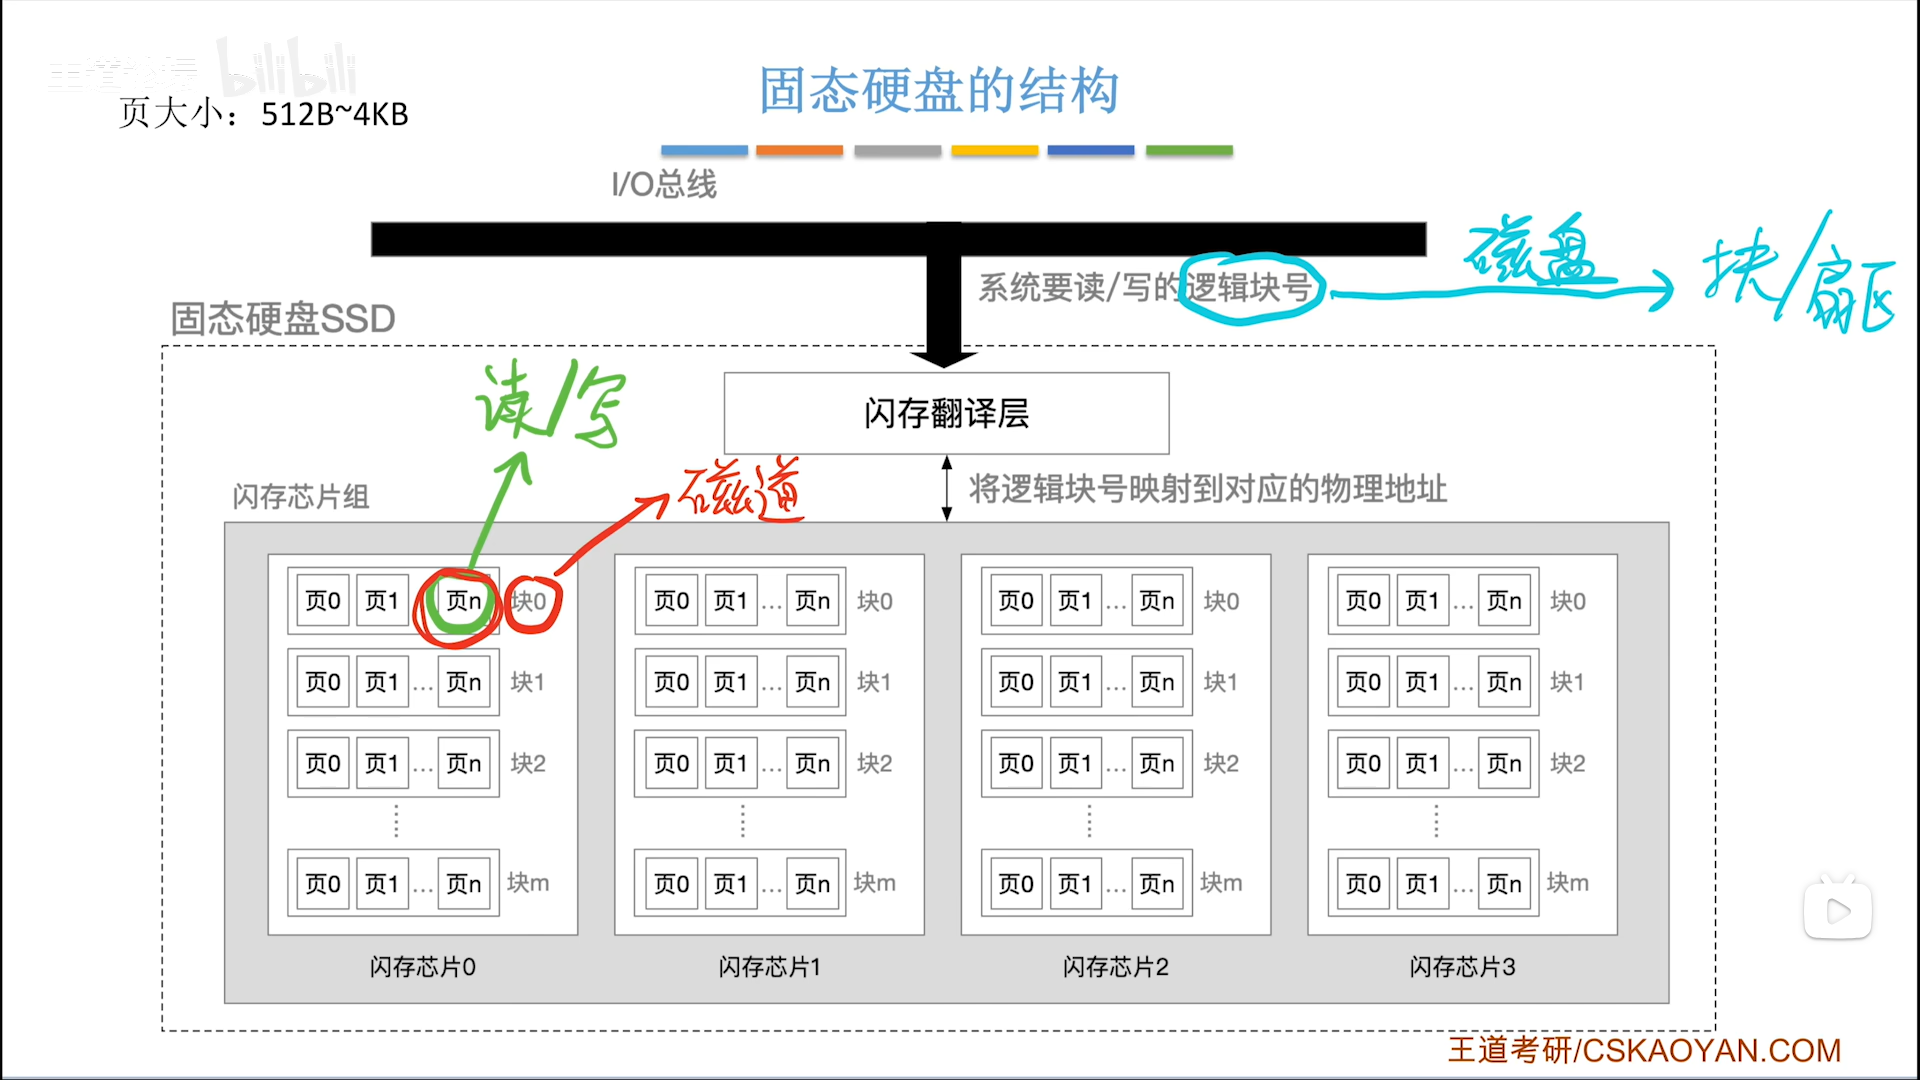 王道论坛 bilibili
页大小：512B~4KB
固态硬盘的结构
I/O总线
系统要读/写的逻辑块号
磁盘
块/扇区
固态硬盘SSD
读/写
闪存翻译层
磁道
闪存芯片组
将逻辑块号映射到对应的物理地址
页0 页1 页n 块0 页0 页1 … 页n 块0 页0 页1 … 页n 块0 页0 页1 … 页n 块0
页0 页1 … 页n 块1 页0 页1 … 页n 块1 页0 页1 … 页n 块1 页0 页1 … 页n 块1
页0 页1 … 页n 块2 页0 页1 … 页n 块2 页0 页1 … 页n 块2 页0 页1 … 页n 块2
页0 页1 … 页n 块m 页0 页1 … 页n 块m 页0 页1 … 页n 块m 页0 页1 … 页n 块m
闪存芯片0 闪存芯片1 闪存芯片2 闪存芯片3
王道考研/CSKAOYAN.COM